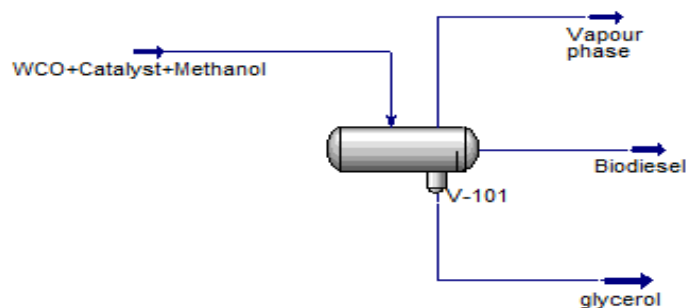 Vapour
phase
WCO+Catalyst+Methanol
Biodiesel
V-101
glycerol